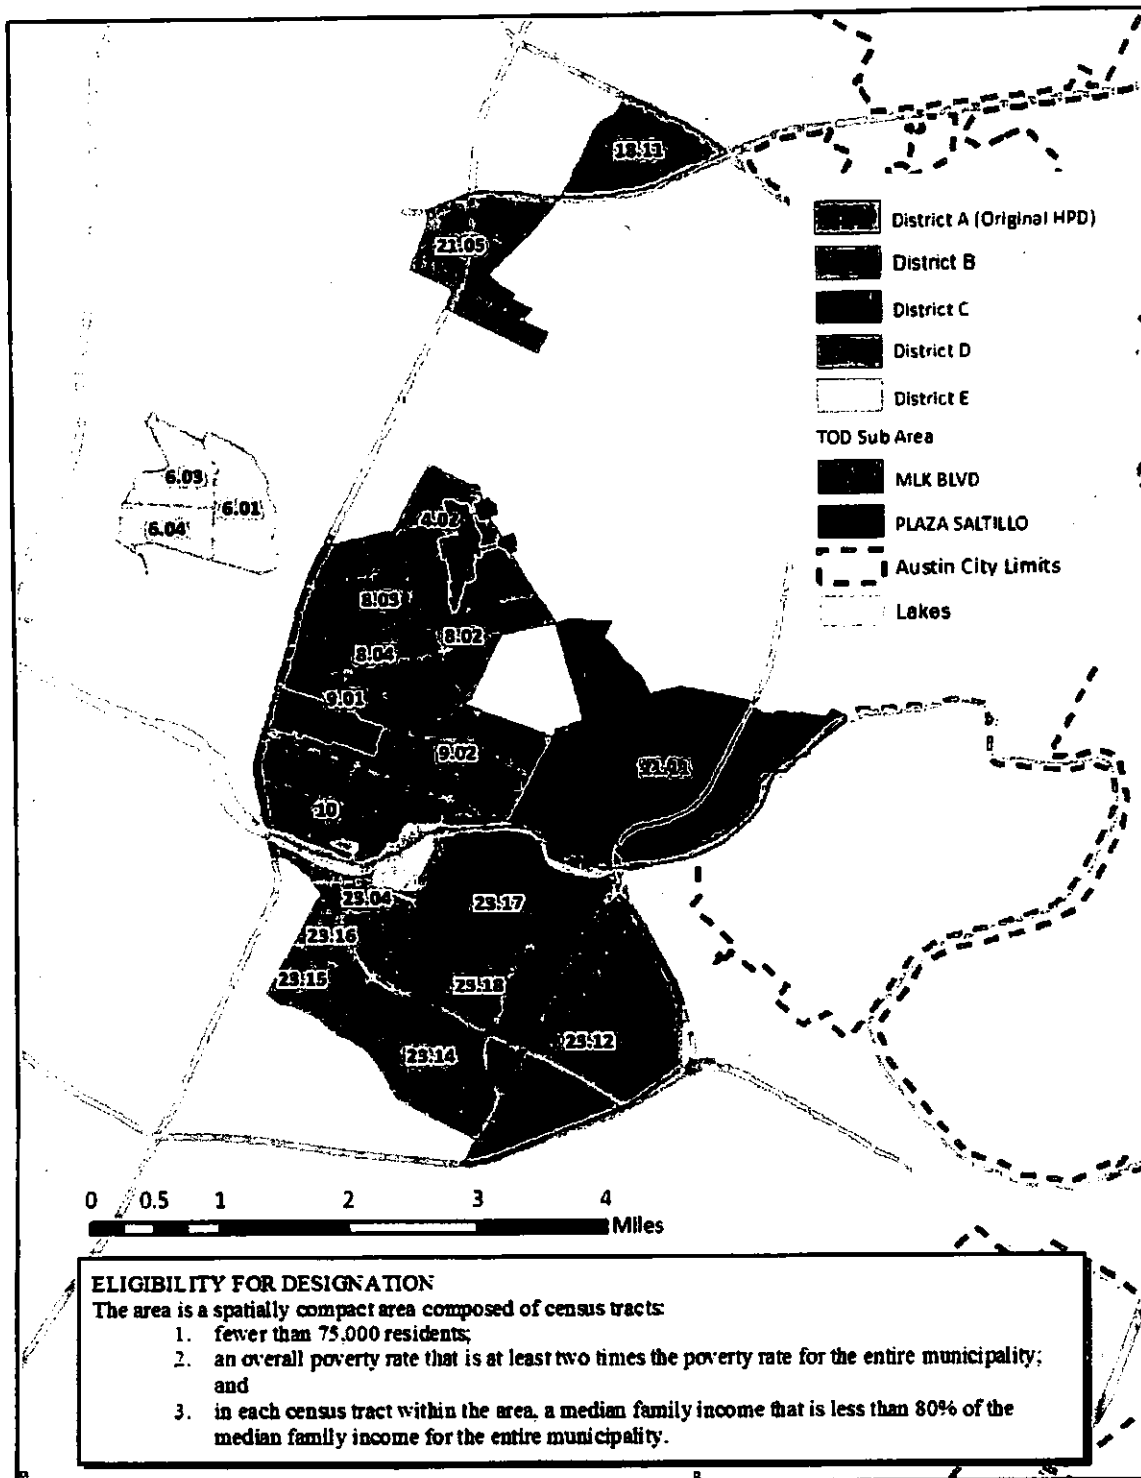 18.11
21.05
District A (Original HPD)
District B
District C
District D
District E
TOD Sub Area
MLK BLVD
PLAZA SALTILLO
Austin City Limits
Lakes
6.03
6.01
6.04
4.02
8.03
8.02
8.04
9.01
9.02
10
23.04
23.17
23.16
23.15
23.18
23.12
23.14
0 0.5 1 2 3 4
Miles
ELIGIBILITY FOR DESIGNATION
The area is a spatially compact area composed of census tracts:
1. fewer than 75,000 residents;
2. an overall poverty rate that is at least two times the poverty rate for the entire municipality;
and
3. in each census tract within the area, a median family income that is less than 80% of the
median family income for the entire municipality.